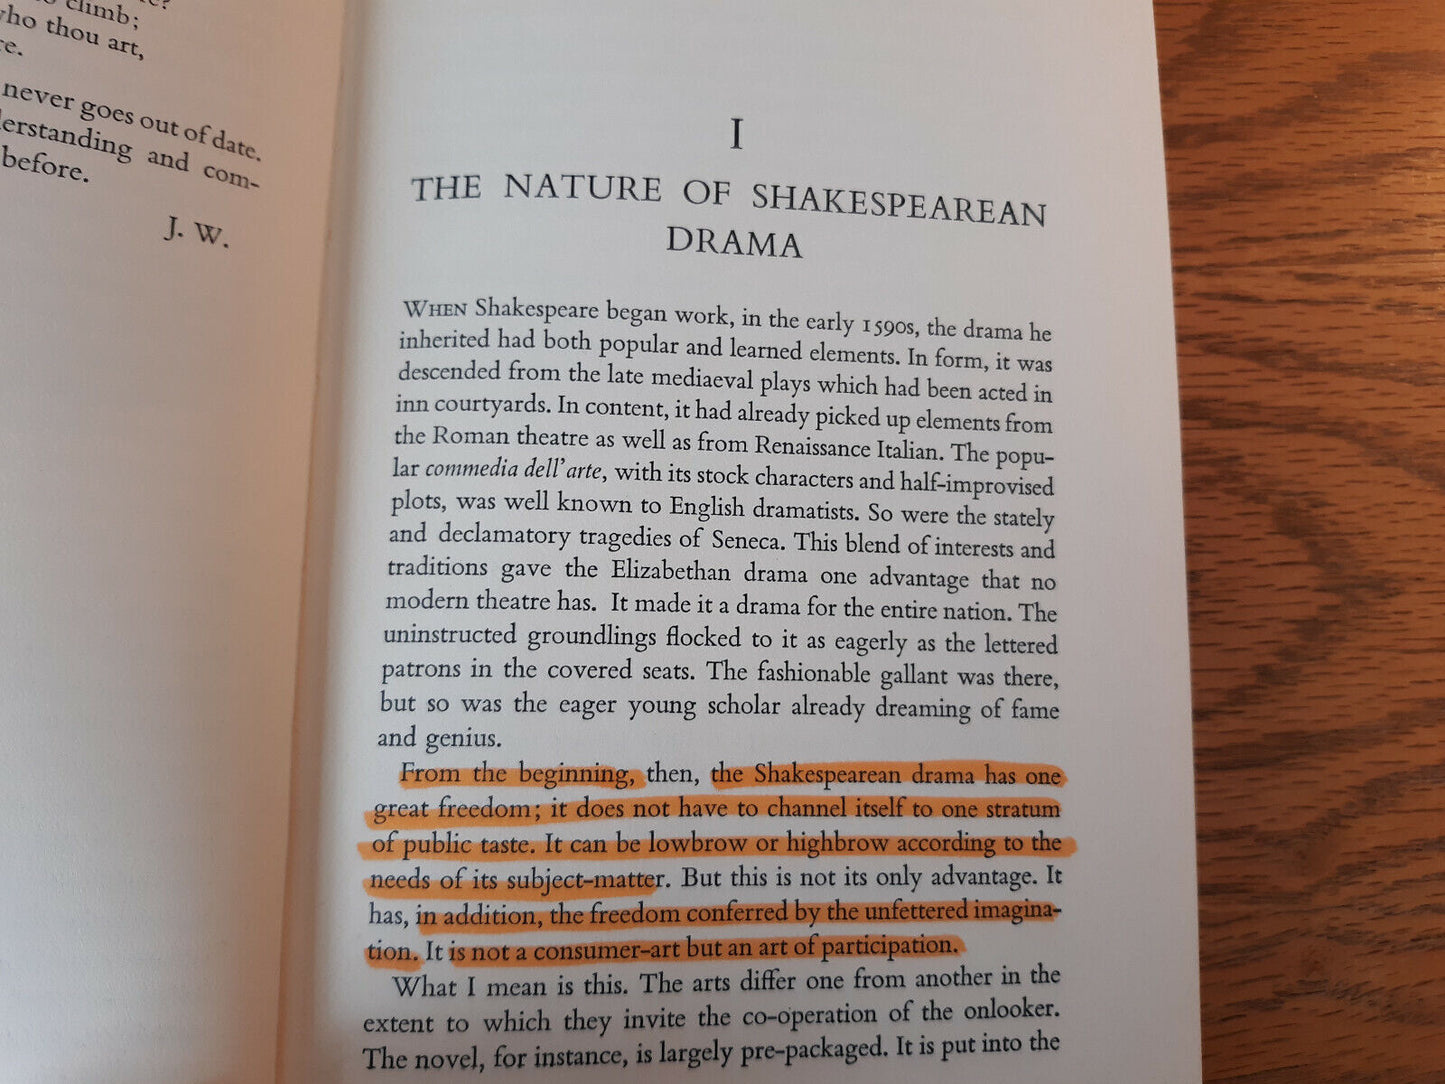 climb;
who thou art,
re.
never goes out of date.
derstanding and com-
before.
J. W.
I
THE NATURE OF SHAKESPEAREAN
DRAMA
WHEN Shakespeare began work, in the early 1590s, the drama he
inherited had both popular and learned elements. In form, it was
descended from the late mediaeval plays which had been acted in
inn courtyards. In content, it had already picked up elements from
the Roman theatre as well as from Renaissance Italian. The popu-
lar commedia dell'arte, with its stock characters and half-improvised
plots, was well known to English dramatists. So were the stately
and declamatory tragedies of Seneca. This blend of interests and
traditions gave the Elizabethan drama one advantage that no
modern theatre has. It made it a drama for the entire nation. The
uninstructed groundlings flocked to it as eagerly as the lettered
patrons in the covered seats. The fashionable gallant was there,
but so was the eager young scholar already dreaming of fame
and genius.
From the beginning, then, the Shakespearean drama has one
great freedom; it does not have to channel itself to one stratum
of public taste. It can be lowbrow or highbrow according to the
needs of its subject-matter. But this is not its only advantage. It
has, in addition, the freedom conferred by the unfettered imagina-
tion. It is not a consumer-art but an art of participation.
What I mean is this. The arts differ one from another in the
extent to which they invite the co-operation of the onlooker.
The novel, for instance, is largely pre-packaged. It is put into the